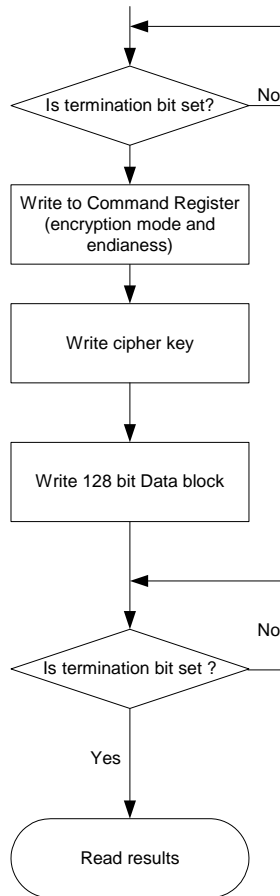 Is termination bit set?
No
Write to Command Register
(encryption mode and
endianess)
Write cipher key
Write 128 bit Data block
No
Is termination bit set ?
Yes
Read results